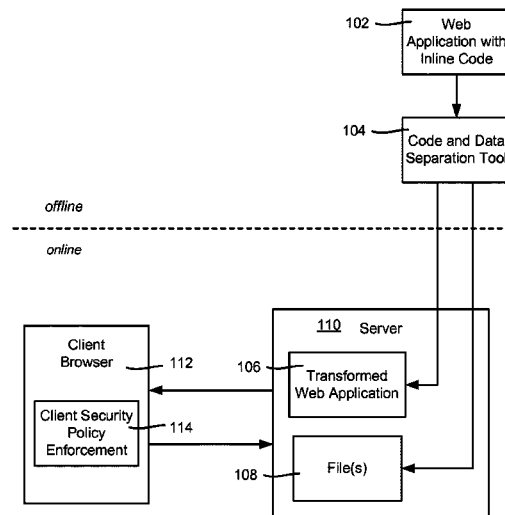 102
Web
Application with
Inline Code
104
Code and Data
Separation Tool
offline
online
110 Server
Client
Browser
112
106
Transformed
Web Application
Client Security
Policy
Enforcement
114
108
File(s)